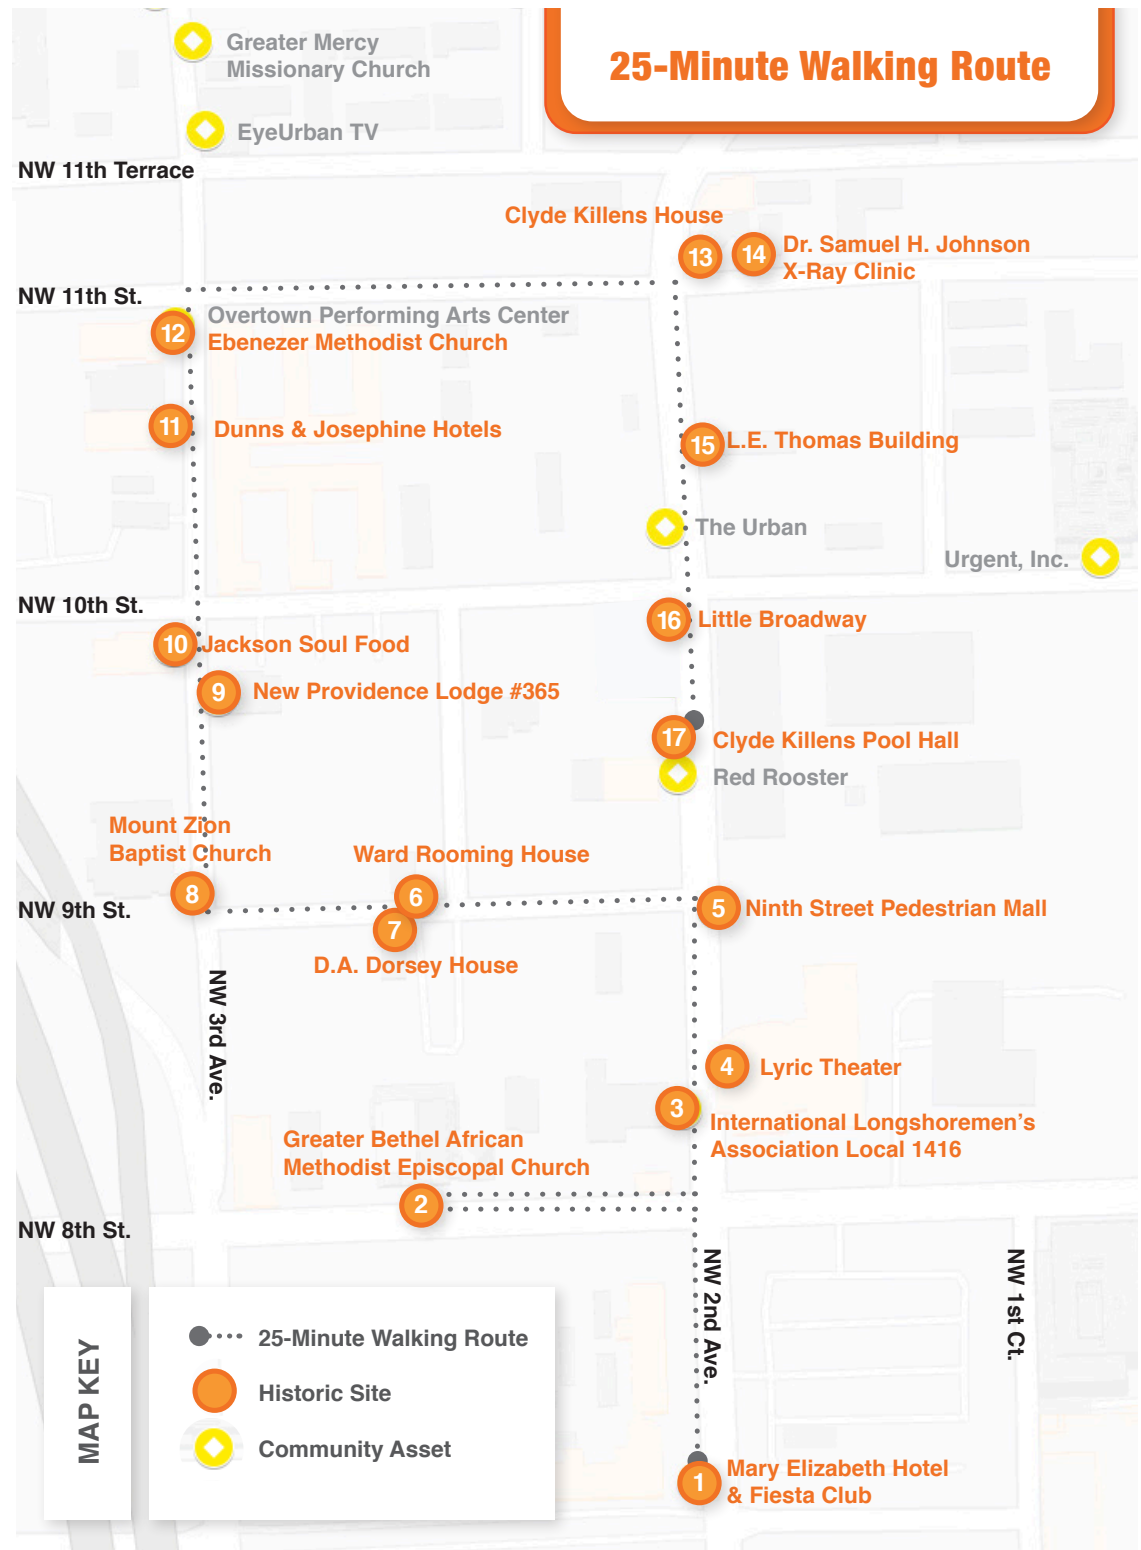 25-Minute Walking Route
Greater Mercy
Missionary Church
EyeUrban TV
NW 11th Terrace
Clyde Killens House
13
14
Dr. Samuel H. Johnson
X-Ray Clinic
NW 11th St.
Overtown Performing Arts Center
12
Ebenezer Methodist Church
11
Dunns & Josephine Hotels
15
L.E. Thomas Building
The Urban
Urgent, Inc.
NW 10th St.
16
Little Broadway
10
Jackson Soul Food
9
New Providence Lodge #365
17
Clyde Killens Pool Hall
Red Rooster
Mount Zion
Baptist Church
Ward Rooming House
8
6
NW 9th St.
5
Ninth Street Pedestrian Mall
7
D.A. Dorsey House
NW 3rd Ave.
4
Lyric Theater
3
International Longshoremen's
Association Local 1416
Greater Bethel African
Methodist Episcopal Church
2
NW 8th St.
NW 2nd Ave.
NW 1st Ct.
MAP KEY
25-Minute Walking Route
Historic Site
Community Asset
1
Mary Elizabeth Hotel
& Fiesta Club